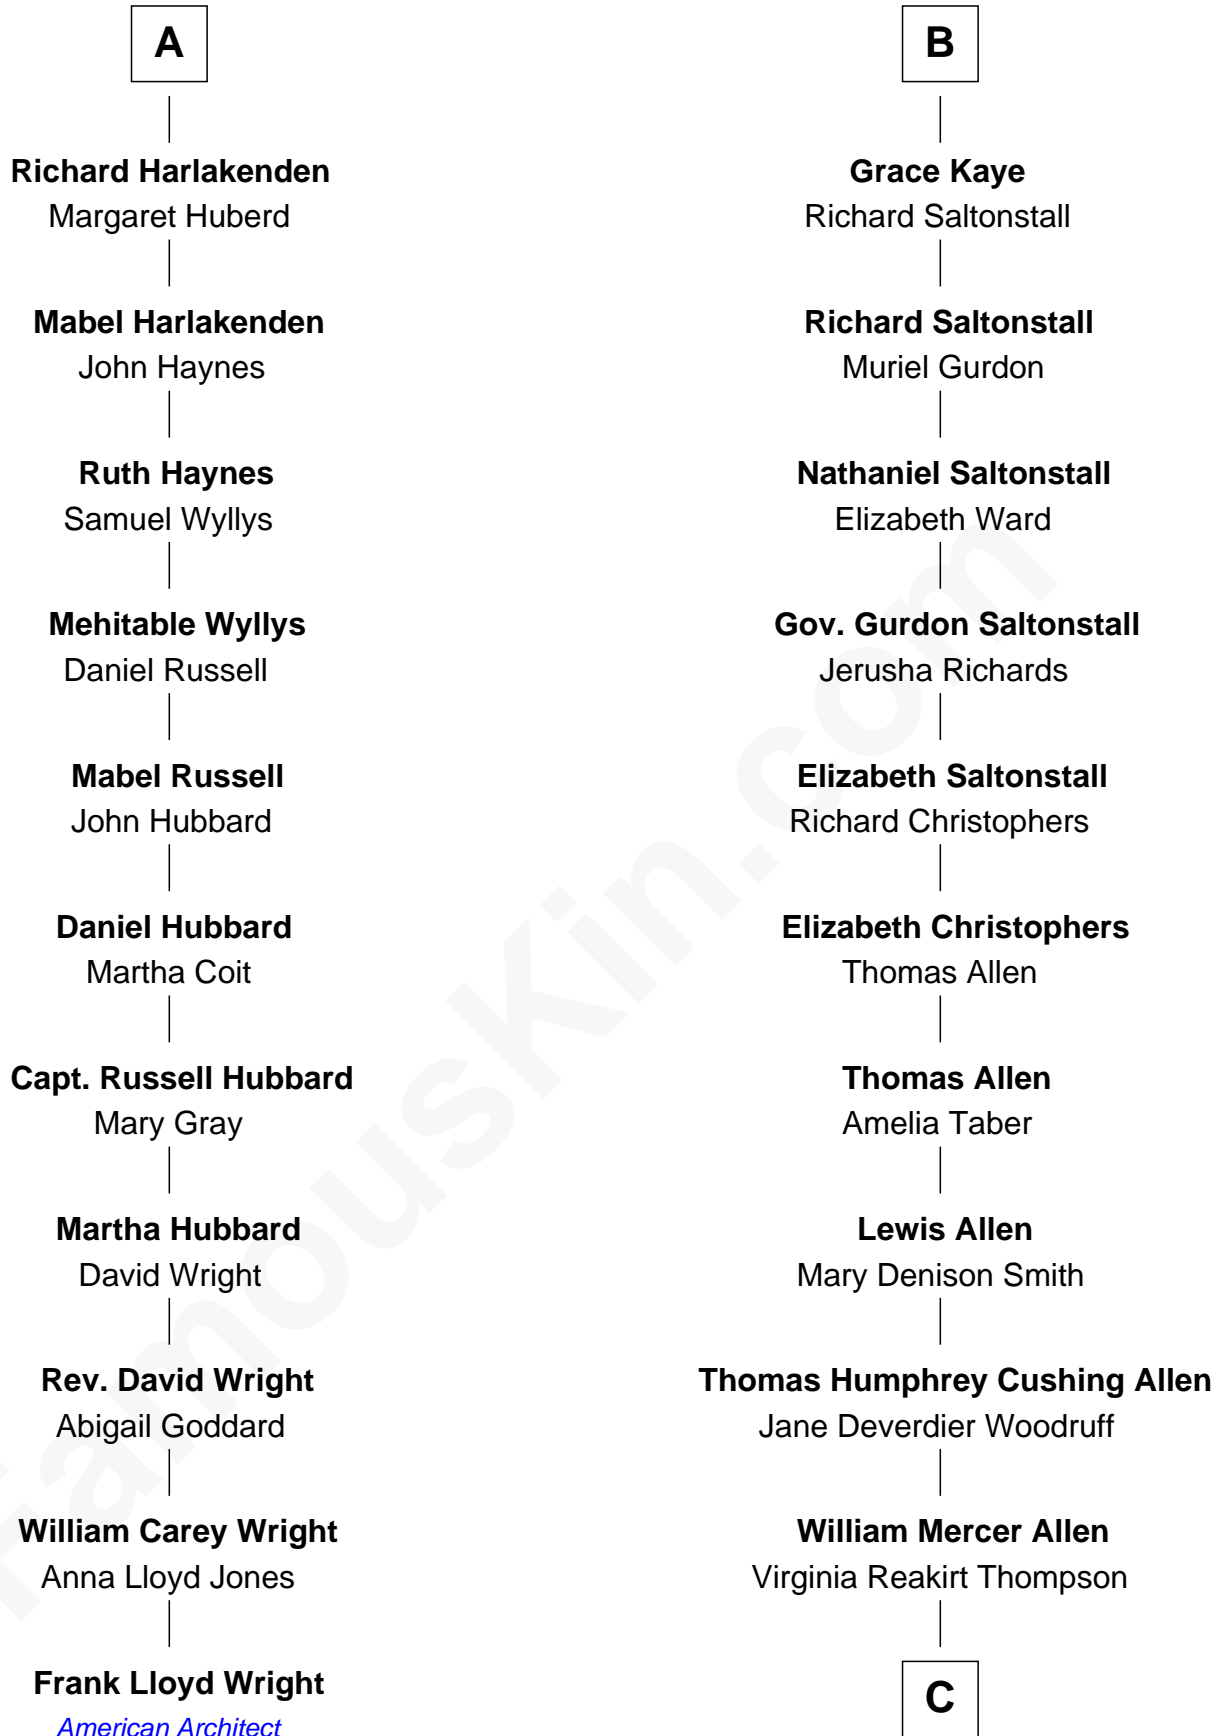 A
Richard Harlakenden
Margaret Huberd
Mabel Harlakenden
John Haynes
Ruth Haynes
Samuel Wyllys
Mehitable Wyllys
Daniel Russell
Mabel Russell
John Hubbard
Daniel Hubbard
Martha Coit
Capt. Russell Hubbard
Mary Gray
Martha Hubbard
David Wright
Rev. David Wright
Abigail Goddard
William Carey Wright
Anna Lloyd Jones
Frank Lloyd Wright
American Architect
B
Grace Kaye
Richard Saltonstall
Richard Saltonstall
Muriel Gurdon
Nathaniel Saltonstall
Elizabeth Ward
Gov. Gurdon Saltonstall
Jerusha Richards
Elizabeth Saltonstall
Richard Christophers
Elizabeth Christophers
Thomas Allen
Thomas Allen
Amelia Taber
Lewis Allen
Mary Denison Smith
Thomas Humphrey Cushing Allen
Jane Deverdier Woodruff
William Mercer Allen
Virginia Reakirt Thompson
C
FamousKin.com